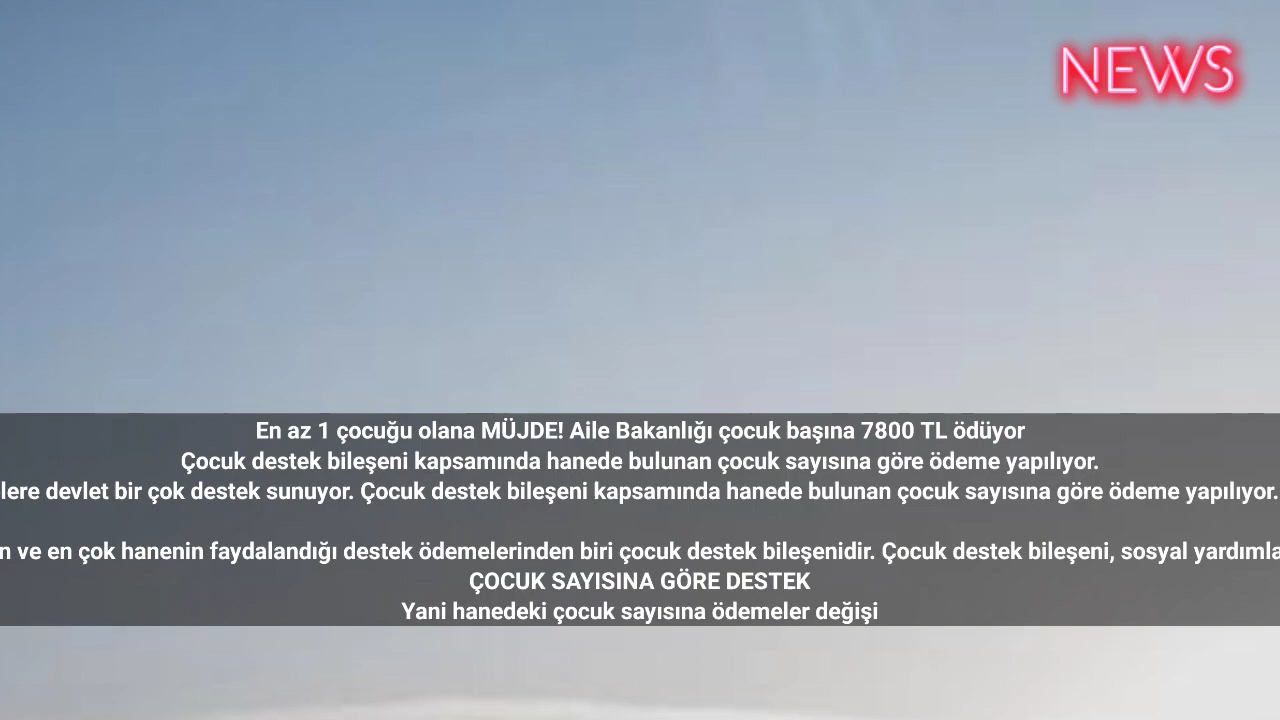 NEWS
En az 1 çocuğu olana MÜJDE! Aile Bakanlığı çocuk başına 7800 TL ödüyor
Çocuk destek bileşeni kapsamında hanede bulunan çocuk sayısına göre ödeme yapılıyor.
lere devlet bir çok destek sunuyor. Çocuk destek bileşeni kapsamında hanede bulunan çocuk sayısına göre ödeme yapılıyor.
n ve en çok hanenin faydalandığı destek ödemelerinden biri çocuk destek bileşenidir. Çocuk destek bileşeni, sosyal yardımla
ÇOCUK SAYISINA GÖRE DESTEK
Yani hanedeki çocuk sayısına ödemeler değişi